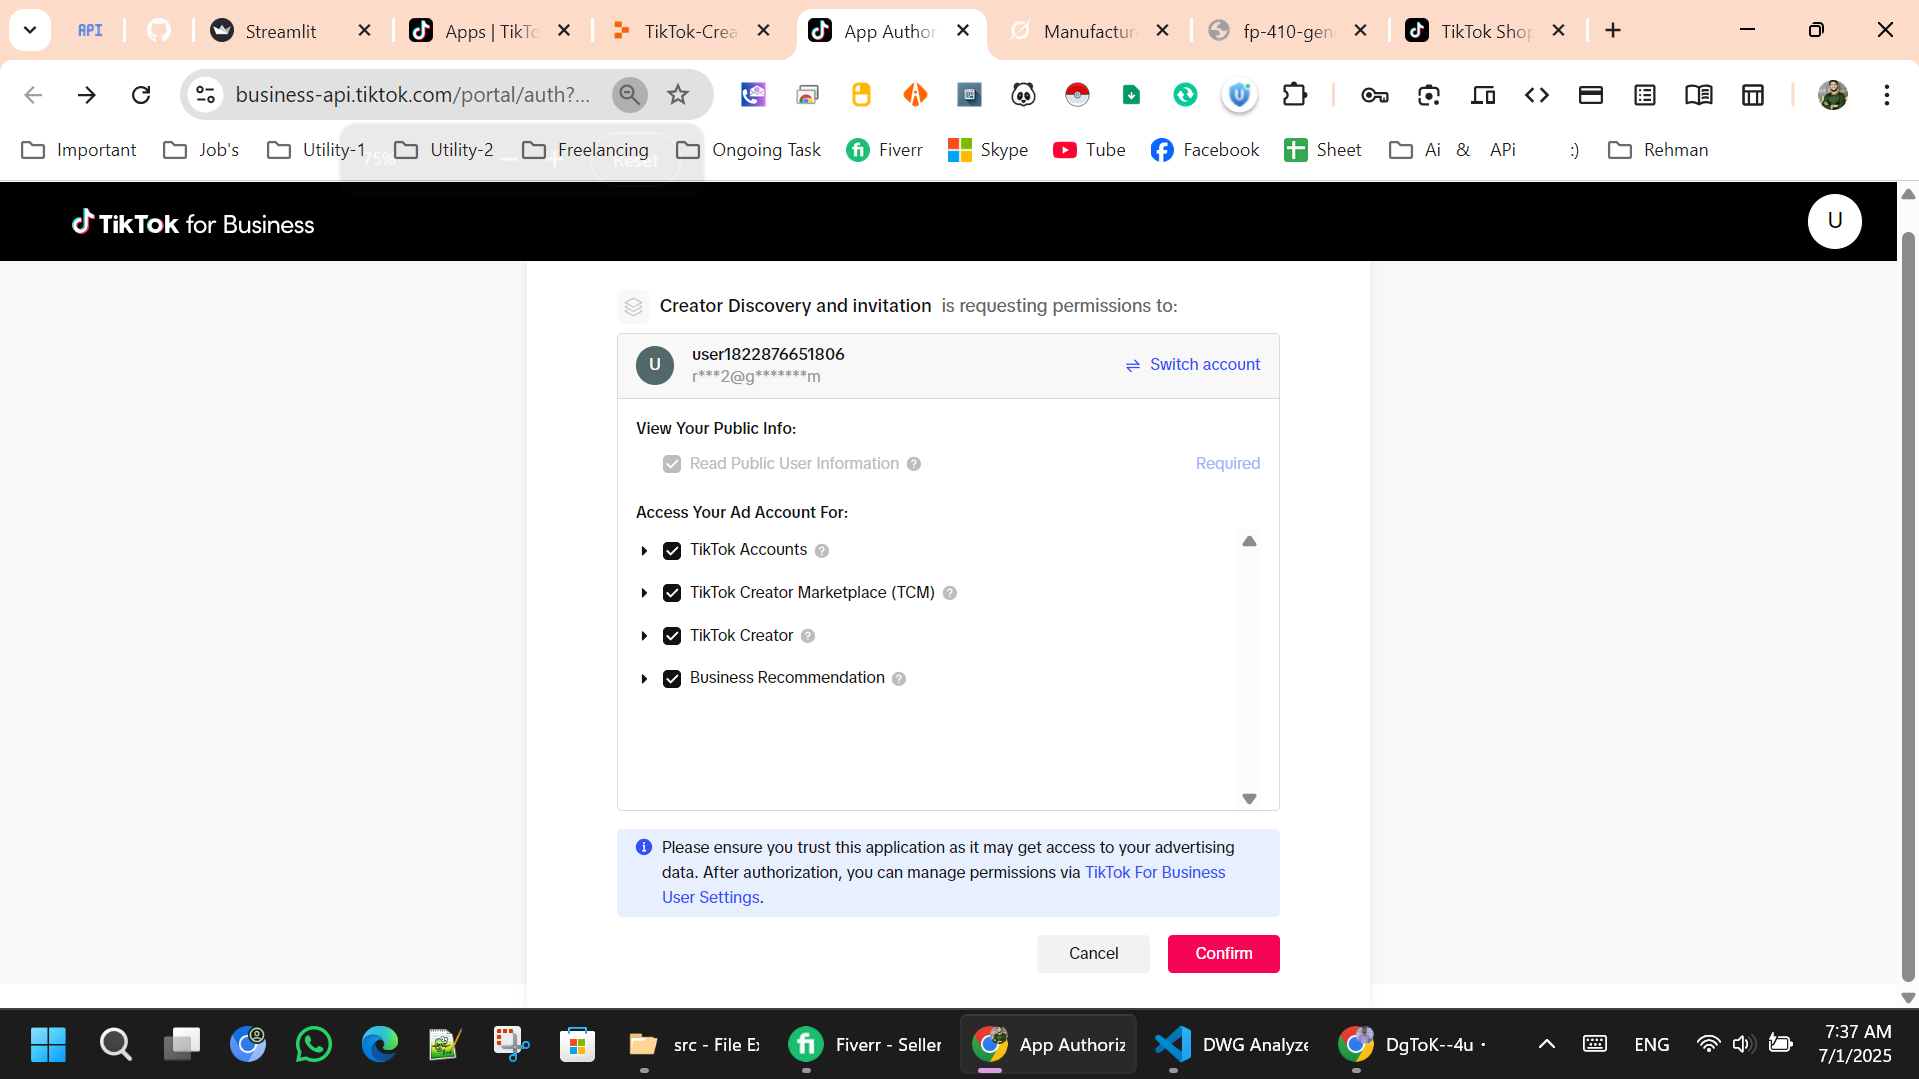 API
Streamlit
Apps | TikTo
TikTok-Crea
App Author
Manufactur
fp-410-gen
TikTok Shop
business-api.tiktok.com/portal/auth?...
Important
Job's
Utility-1
Utility-2
Freelancing
Ongoing Task
Fiverr
Skype
Tube
Facebook
Sheet
Ai & APi :)
Rehman
75%
Reset
TikTok for Business
U
Creator Discovery and invitation is requesting permissions to:
U
user1822876651806
r***2@g*******m
Switch account
View Your Public Info:
Read Public User Information
Required
Access Your Ad Account For:
TikTok Accounts
TikTok Creator Marketplace (TCM)
TikTok Creator
Business Recommendation
Please ensure you trust this application as it may get access to your advertising
data. After authorization, you can manage permissions via TikTok For Business
User Settings.
Cancel
Confirm
src - File Ex
Fiverr - Seller
App Authoriz
DWG Analyze
DgToK--4u ·
ENG
7:37 AM
7/1/2025